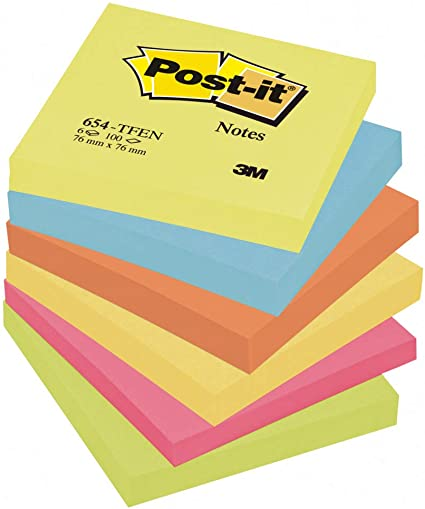 Post-it®
654-TFEN
Notes
6 100
76 mm x 76 mm
3M